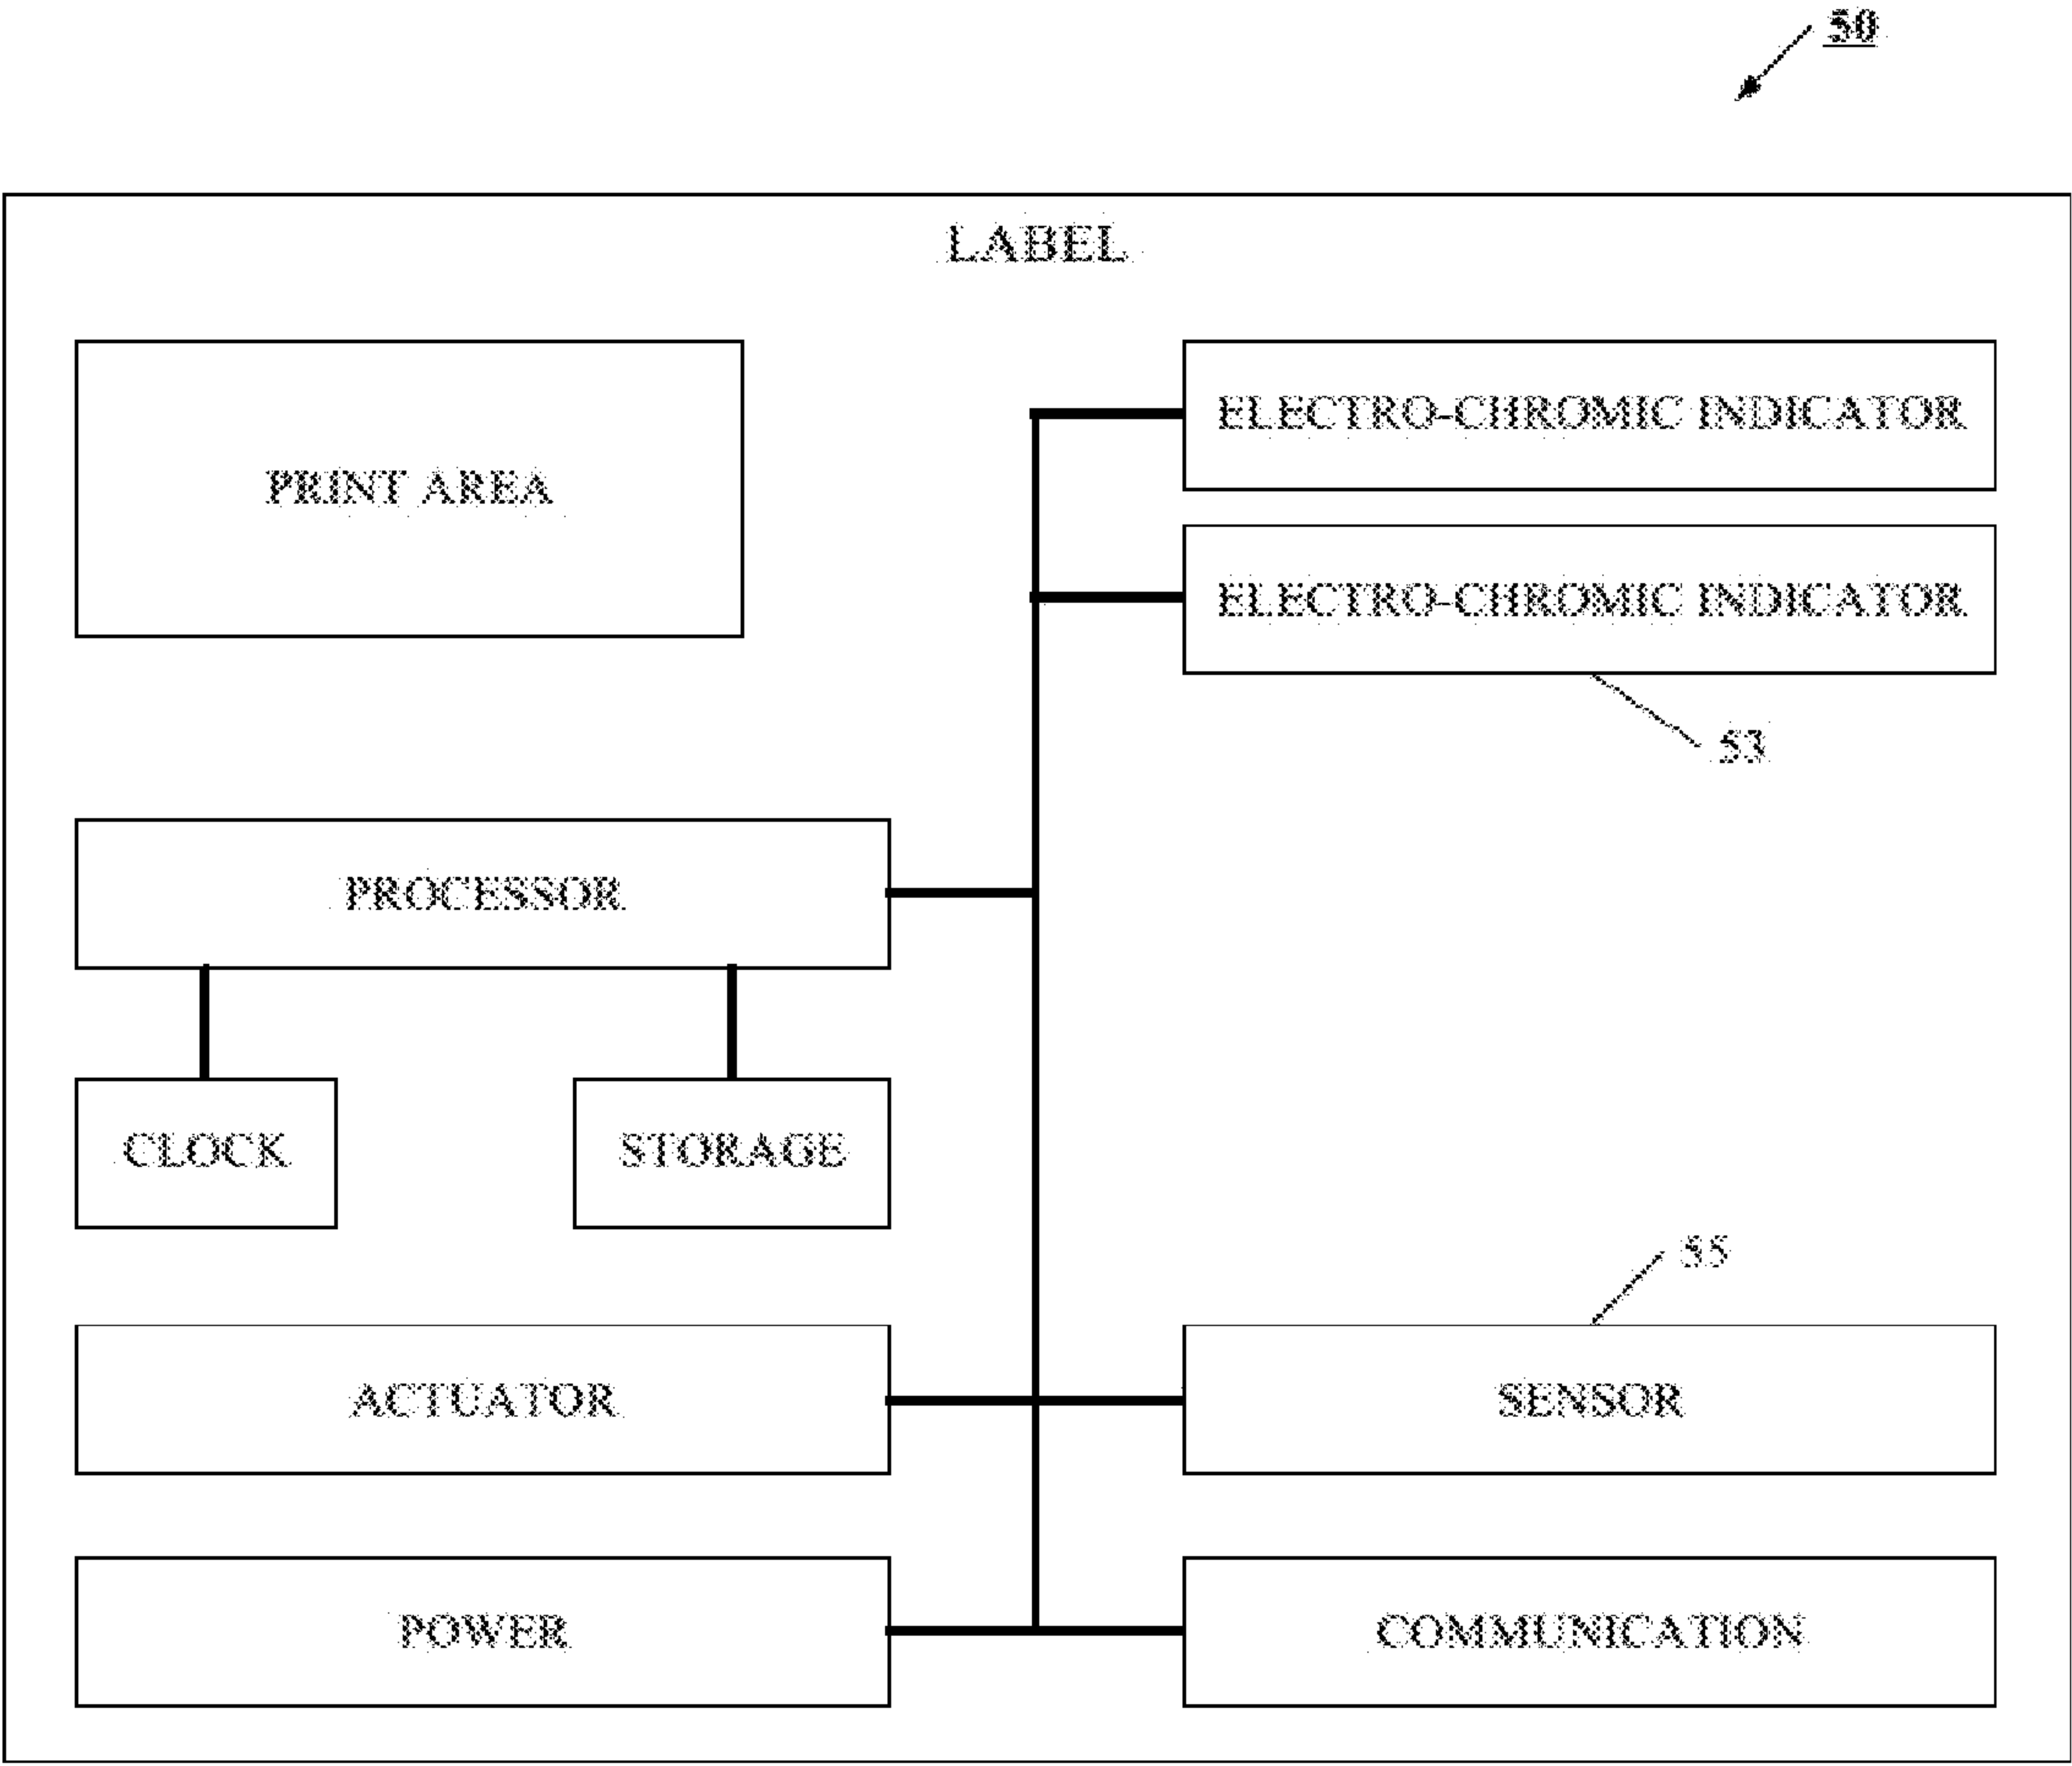 50
LABEL
PRINT AREA
ELECTRO-CHROMIC INDICATOR
ELECTRO-CHROMIC INDICATOR
53
PROCESSOR
CLOCK
STORAGE
55
ACTUATOR
SENSOR
POWER
COMMUNICATION